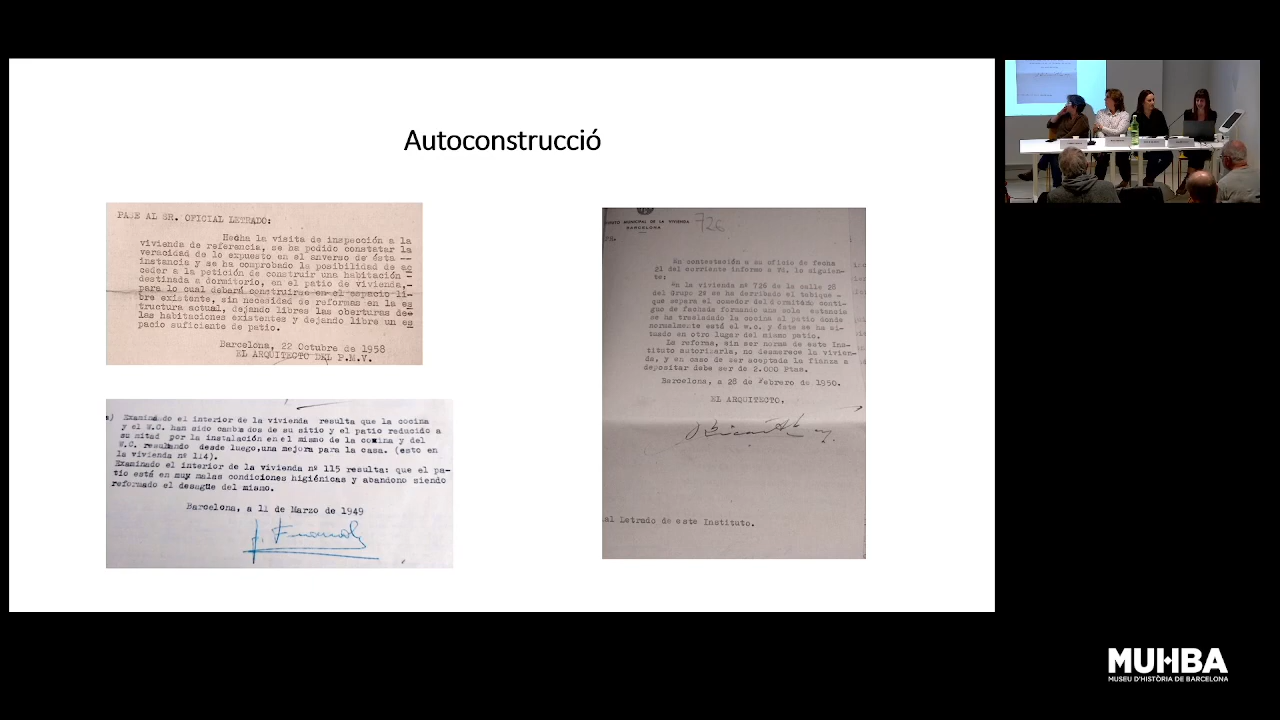 Autoconstrucció
PASE AL SR. OFICIAL LETRADO:
Hecha la visita de inspección a la
vivienda de referencia, se ha podido constatar la
veracidad de lo expuesto en el anverso de ésta --
instancia y se ha comprobado la posibilidad de ac
ceder a la petición de construir una habitación -
destinada a dormitorio, en el patio de vivienda,-
para lo cual deberá construirse en el espacio li-
bre existente, sin necesidad de reformas en la es
tructura actual, dejando libres las oberturas de=
las habitaciones existentes y dejando libre un es
pacio suficiente de patio.
Barcelona, 22 Octubre de 1958
EL ARQUITECTO DEL P.M.V.
Examinado el interior de la vivienda resulta que la cocina
y el W.C. han sido cambiados de su sitio y el patio reducido a
su mitad por la instalación en el mismo de la cocina y del
W.C. resultando desde luego,una mejora para la casa. (esto en
la vivienda nº 114).
Examinado el interior de la vivienda nº 115 resulta: que el pa-
tio está en muy malas condiciones higiénicas y abandono siendo
reformado el desagüe del mismo.
Barcelona, a 11 de Marzo de 1949
MUNICIPAL DE LA VIVIENDA
BARCELONA
726
En contestación a su oficio de fecha
21 del corriente informo a Vd. lo siguien-
te:
En la vivienda nº 726 de la calle 28
del Grupo 2º se ha derribado el tabique -
que separa el comedor del dormitorio conti-
guo de fachada formando una sola estancia
se ha trasladado la cocina al patio donde
normalmente está el w.c. y éste se ha si-
tuado en otro lugar del mismo patio.
La reforma, sin ser norma de este Ins-
tituto autorizarla, no desmerece la vivien-
da, y en caso de ser aceptada la fianza a
depositar debe ser de 2.000 Ptas.
Barcelona, a 28 de Febrero de 1950.
EL ARQUITECTO,
al Letrado de este Instituto.
MUHBA
MUSEU D'HISTÒRIA DE BARCELONA